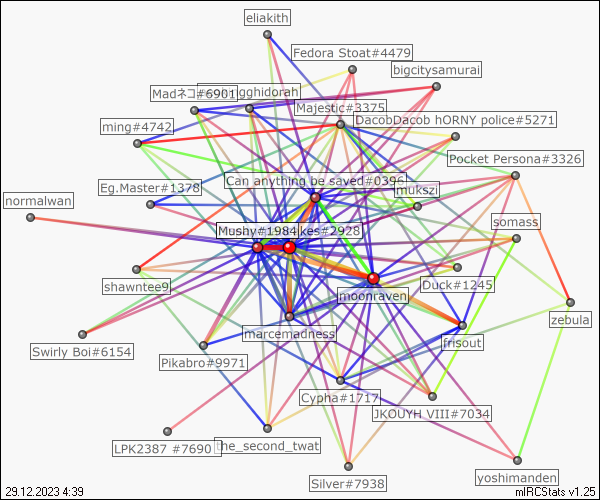 eliakith
Fedora Stoat#4479
bigcitysamurai
Madネコ#6901
gghidorah
Majestic#3375
DacobDacob hORNY police#5271
ming#4742
Pocket Persona#3326
Can anything be saved#0396
Eg.Master#1378
mukszi
normalwan
somass
Mushy#1984
kes#2928
shawntee9
Duck#1245
moonraven
zebula
marcemadness
frisout
Swirly Boi#6154
Pikabro#9971
Cypha#1717
JKOUYH VIII#7034
LPK2387 #7690
the_second_twat
Silver#7938
yoshimanden
29.12.2023 4:39
mIRCStats v1.25